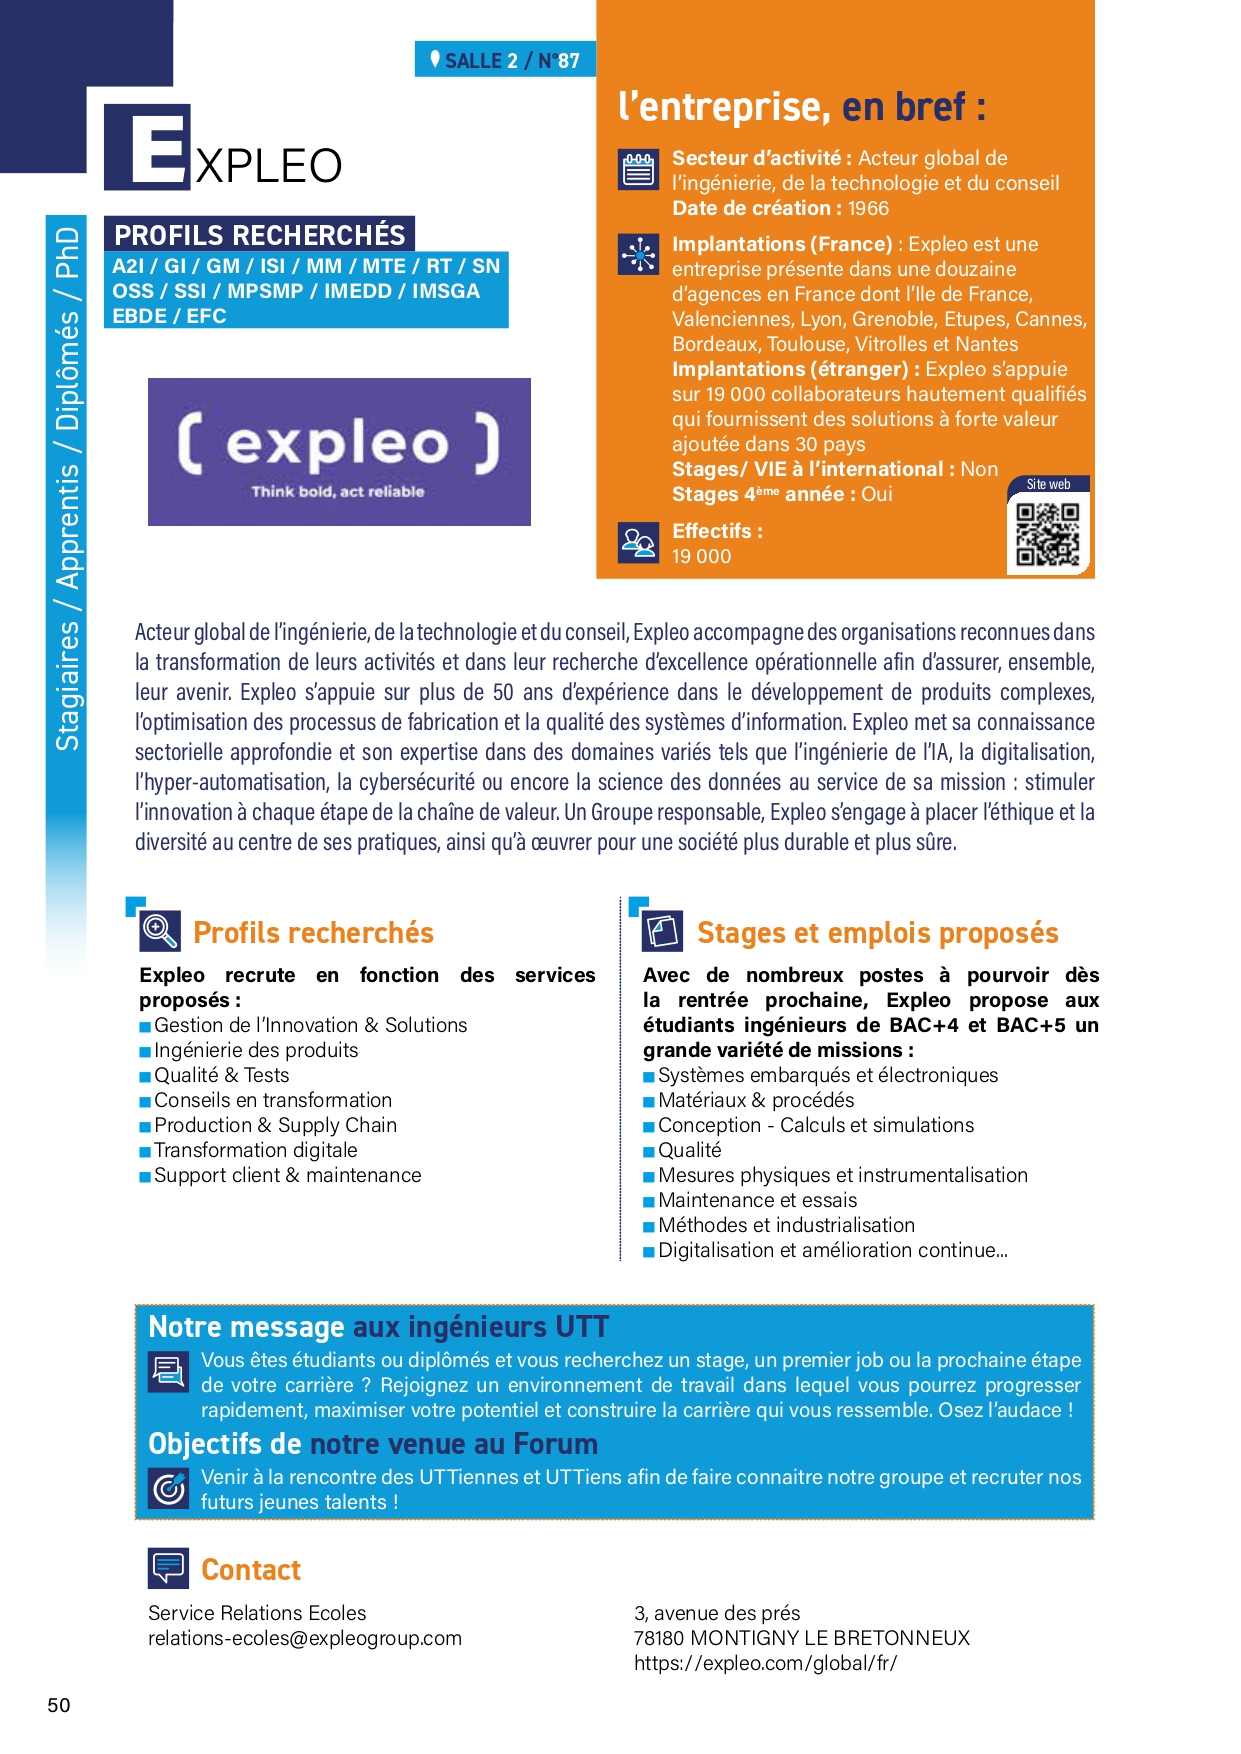 SALLE 2 / N°87
EXPLEO
PROFILS RECHERCHÉS
A2I / GI / GM / ISI / MM / MTE / RT / SN
OSS / SSI / MPSMP / IMEDD / IMSGA
EBDE / EFC
Stagiaires / Apprentis / Diplômés / PhD
( expleo )
Think bold, act reliable
l'entreprise, en bref :
Secteur d'activité : Acteur global de
l'ingénierie, de la technologie et du conseil
Date de création : 1966
Implantations (France) : Expleo est une
entreprise présente dans une douzaine
d'agences en France dont l'Ile de France,
Valenciennes, Lyon, Grenoble, Etupes, Cannes,
Bordeaux, Toulouse, Vitrolles et Nantes
Implantations (étranger) : Expleo s'appuie
sur 19 000 collaborateurs hautement qualifiés
qui fournissent des solutions à forte valeur
ajoutée dans 30 pays
Stages/ VIE à l'international : Non
Stages 4ème année : Oui
Site web
Effectifs :
19 000
Acteur global de l'ingénierie, de la technologie et du conseil, Expleo accompagne des organisations reconnues dans
la transformation de leurs activités et dans leur recherche d'excellence opérationnelle afin d'assurer, ensemble,
leur avenir. Expleo s'appuie sur plus de 50 ans d'expérience dans le développement de produits complexes,
l'optimisation des processus de fabrication et la qualité des systèmes d'information. Expleo met sa connaissance
sectorielle approfondie et son expertise dans des domaines variés tels que l'ingénierie de l'IA, la digitalisation,
l'hyper-automatisation, la cybersécurité ou encore la science des données au service de sa mission : stimuler
l'innovation à chaque étape de la chaîne de valeur. Un Groupe responsable, Expleo s'engage à placer l'éthique et la
diversité au centre de ses pratiques, ainsi qu'à œuvrer pour une société plus durable et plus sûre.
Profils recherchés
Expleo recrute en fonction des services
proposés :
Gestion de l'Innovation & Solutions
Ingénierie des produits
Qualité & Tests
Conseils en transformation
Production & Supply Chain
Transformation digitale
Support client & maintenance
Stages et emplois proposés
Avec de nombreux postes à pourvoir dès
la rentrée prochaine, Expleo propose aux
étudiants ingénieurs de BAC+4 et BAC+5 un
grande variété de missions :
Systèmes embarqués et électroniques
Matériaux & procédés
Conception - Calculs et simulations
Qualité
Mesures physiques et instrumentalisation
Maintenance et essais
Méthodes et industrialisation
Digitalisation et amélioration continue...
Notre message aux ingénieurs UTT
Vous êtes étudiants ou diplômés et vous recherchez un stage, un premier job ou la prochaine étape
de votre carrière ? Rejoignez un environnement de travail dans lequel vous pourrez progresser
rapidement, maximiser votre potentiel et construire la carrière qui vous ressemble. Osez l'audace !
Objectifs de notre venue au Forum
Venir à la rencontre des UTTiennes et UTTiens afin de faire connaitre notre groupe et recruter nos
futurs jeunes talents !
Contact
Service Relations Ecoles
relations-ecoles@expleogroup.com
3, avenue des prés
78180 MONTIGNY LE BRETONNEUX
https://expleo.com/global/fr/
50